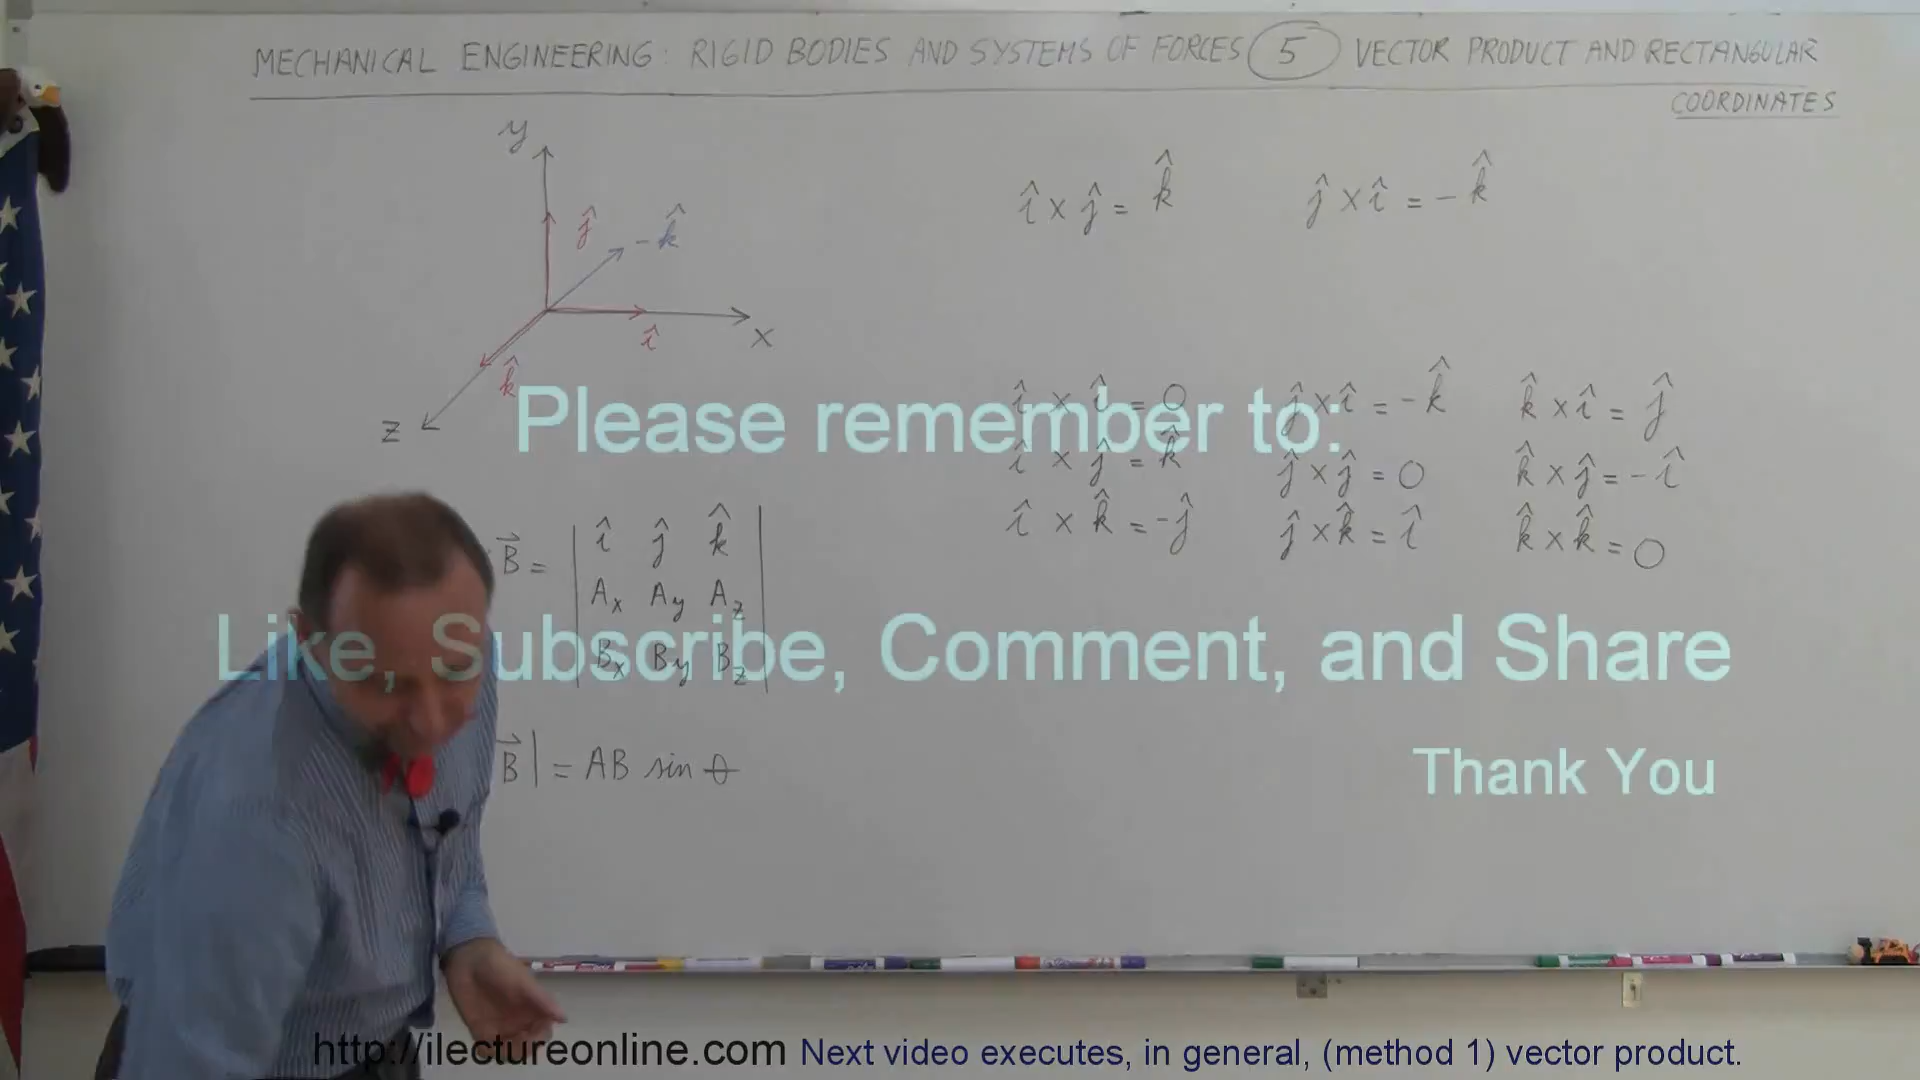 MECHANICAL ENGINEERING: RIGID BODIES AND SYSTEMS OF FORCES (5) VECTOR PRODUCT AND RECTANGULAR
COORDINATES
y
ĵ
-k̂
x
î
k̂
z
î × ĵ = k̂
ĵ × î = -k̂
î × î = 0
î × ĵ = k̂
î × k̂ = -ĵ
ĵ × î = -k̂
ĵ × ĵ = 0
ĵ × k̂ = î
k̂ × î = ĵ
k̂ × ĵ = -î
k̂ × k̂ = 0
B⃗ = | î ĵ k̂ |
| Ax Ay Az |
| Bx By Bz |
B⃗| = AB sin θ
Please remember to:
Like, Subscribe, Comment, and Share
Thank You
http://ilectureonline.com Next video executes, in general, (method 1) vector product.